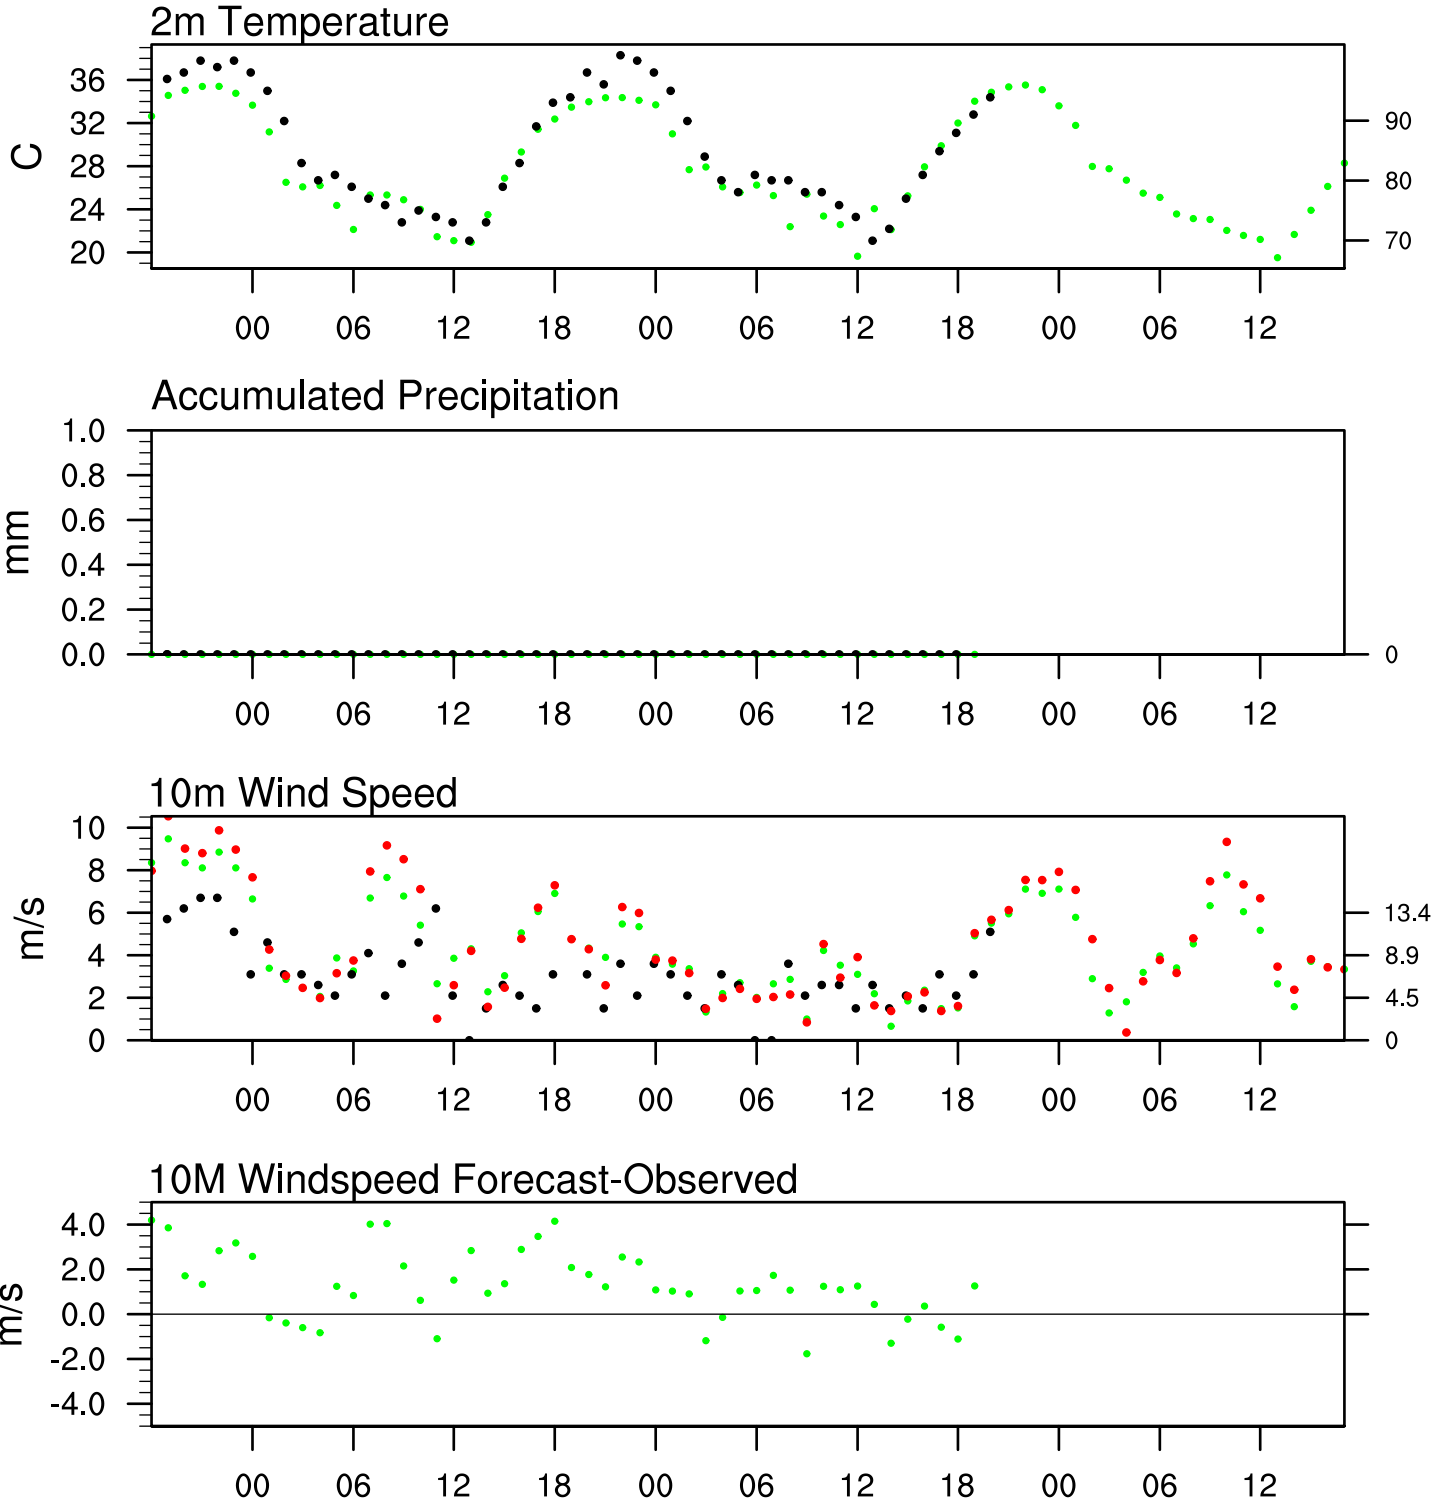 2m Temperature
C
36
32
28
24
20
90
80
70
00 06 12 18 00 06 12 18 00 06 12
Accumulated Precipitation
mm
1.0
0.8
0.6
0.4
0.2
0.0
0
00 06 12 18 00 06 12 18 00 06 12
10m Wind Speed
m/s
10
8
6
4
2
0
13.4
8.9
4.5
0
00 06 12 18 00 06 12 18 00 06 12
10M Windspeed Forecast-Observed
m/s
4.0
2.0
0.0
-2.0
-4.0
00 06 12 18 00 06 12 18 00 06 12